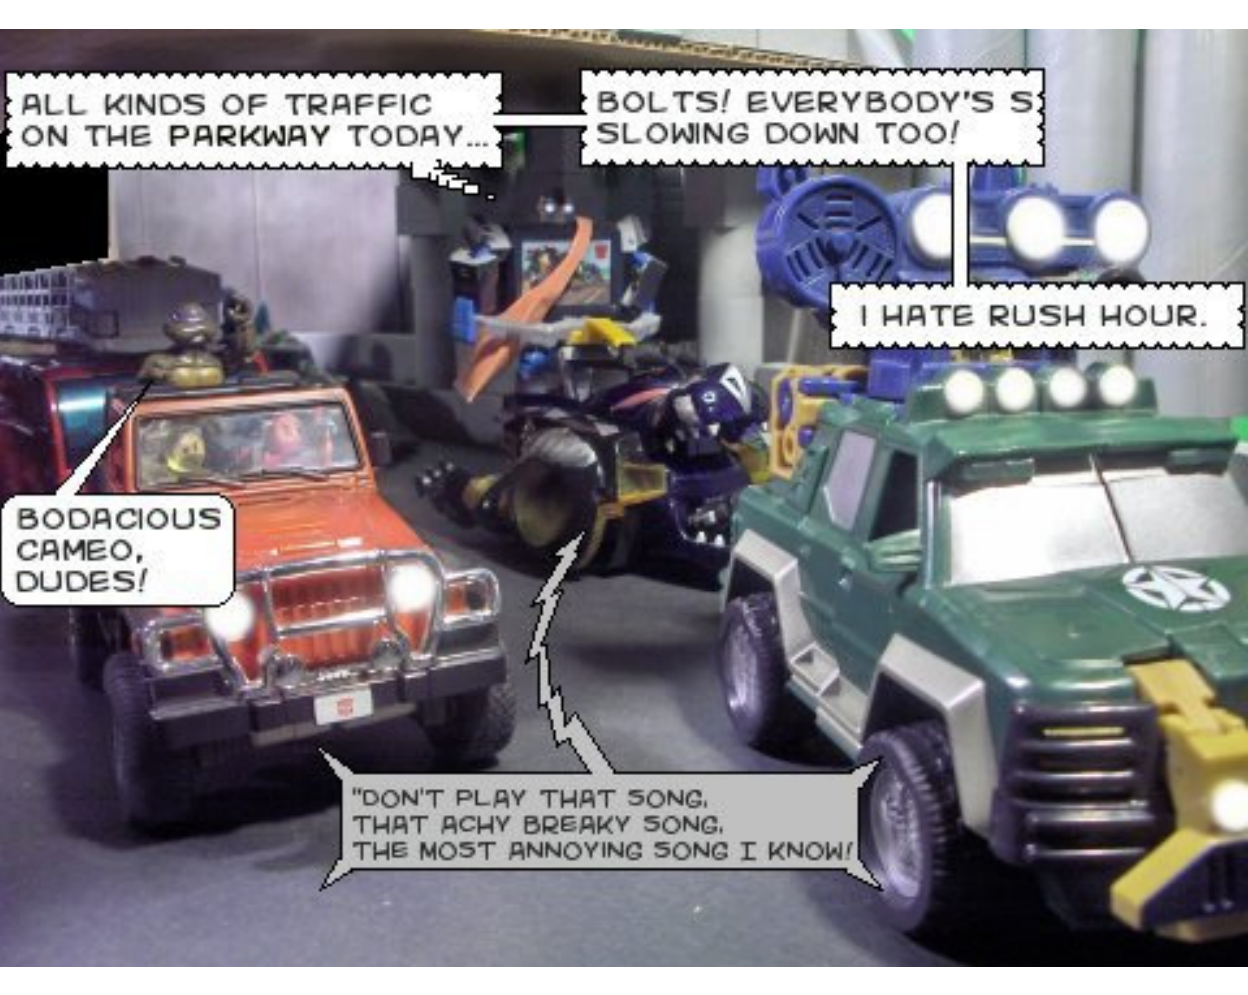 ALL KINDS OF TRAFFIC
ON THE PARKWAY TODAY...
BOLTS! EVERYBODY'S S
SLOWING DOWN TOO!
I HATE RUSH HOUR.
BODACIOUS
CAMEO,
DUDES!
"DON'T PLAY THAT SONG,
THAT ACHY BREAKY SONG,
THE MOST ANNOYING SONG I KNOW!